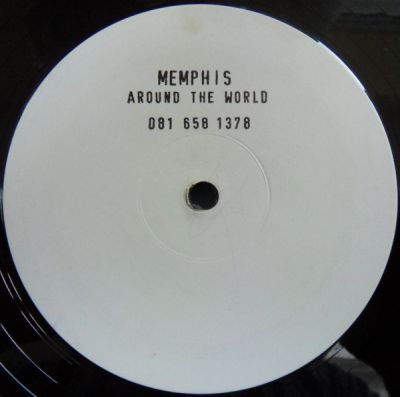 MEMPHIS
AROUND THE WORLD
081 658 1378